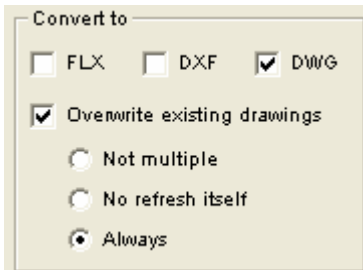 Convert to
FLX DXF DWG
Overwrite existing drawings
Not multiple
No refresh itself
Always